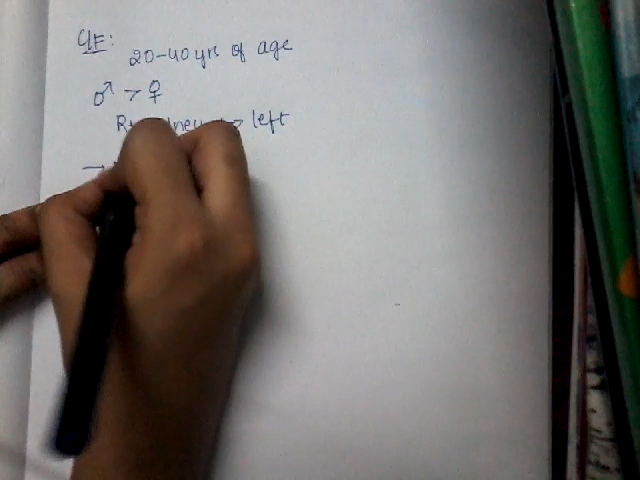 C/F:
20-40 yrs of age
♂ > ♀
left
→